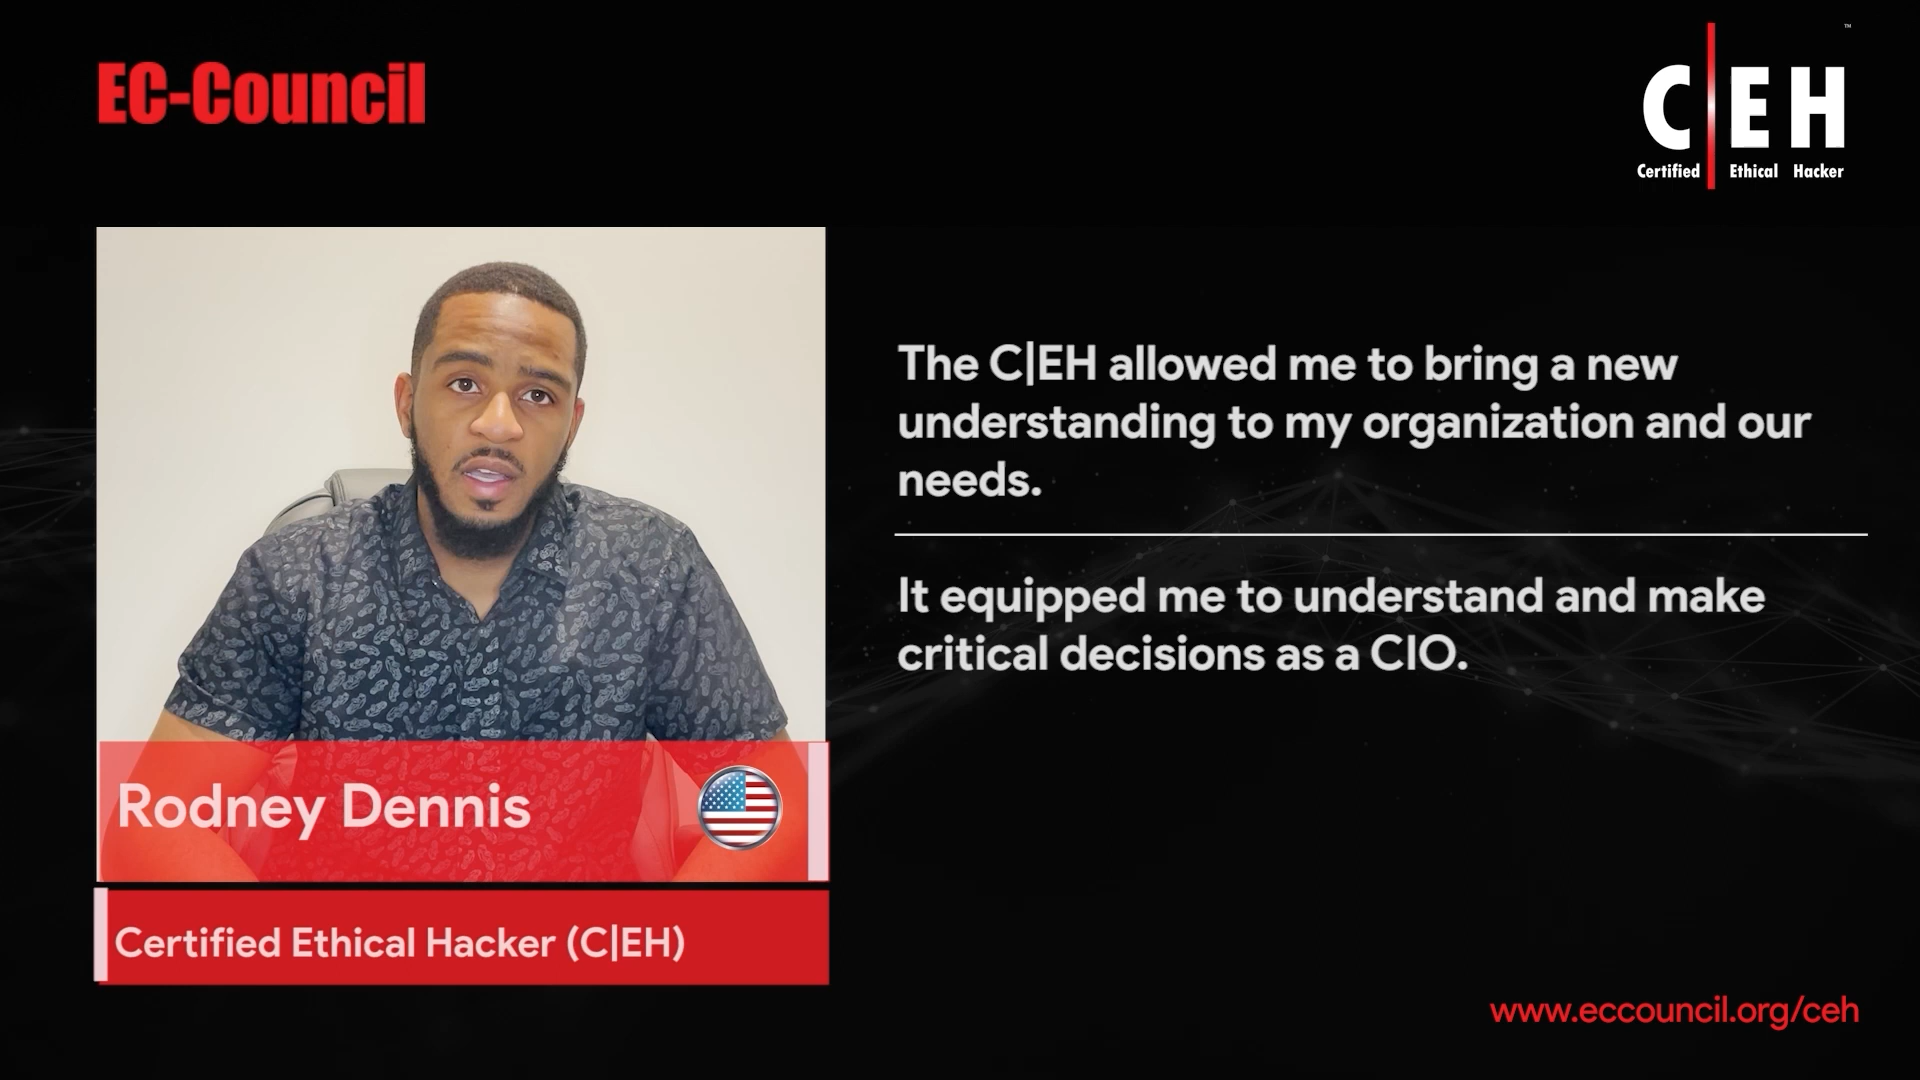 EC-Council
C|EH
™
Certified Ethical Hacker
The C|EH allowed me to bring a new
understanding to my organization and our
needs.
It equipped me to understand and make
critical decisions as a CIO.
Rodney Dennis
Certified Ethical Hacker (C|EH)
www.eccouncil.org/ceh